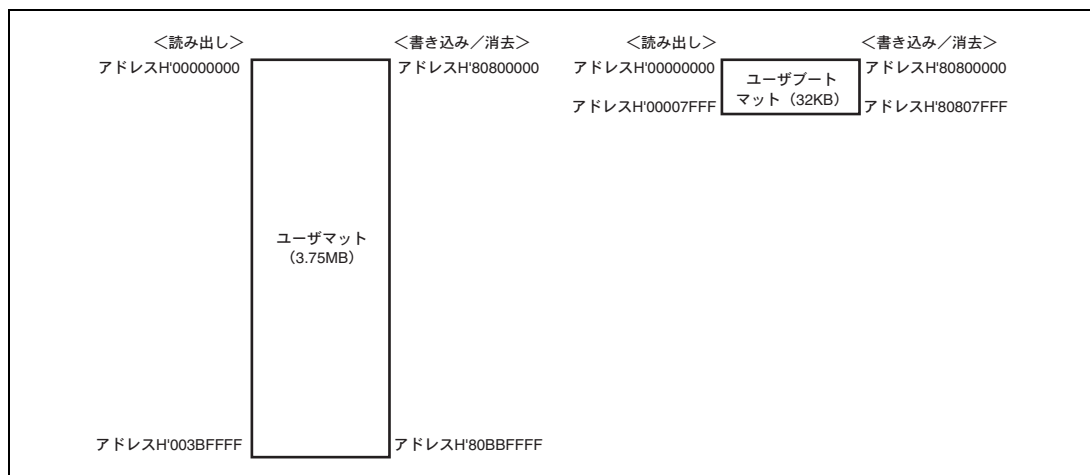 ＜読み出し＞
アドレスH'00000000
＜書き込み／消去＞
アドレスH'80800000
ユーザマット
（3.75MB）
アドレスH'003BFFFF
アドレスH'80BBFFFF
＜読み出し＞
アドレスH'00000000
アドレスH'00007FFF
ユーザブート
マット（32KB）
＜書き込み／消去＞
アドレスH'80800000
アドレスH'80807FFF